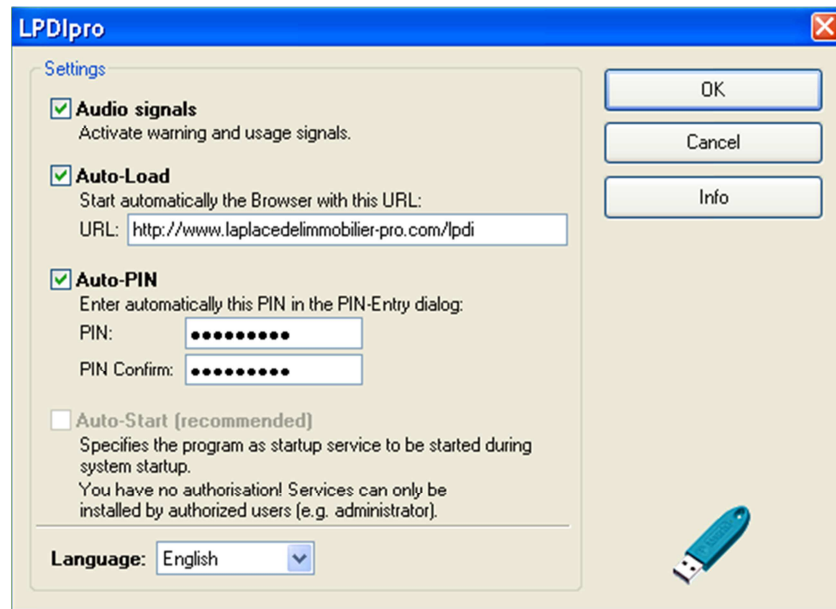 LPDIpro
Settings
Audio signals
Activate warning and usage signals.
Auto-Load
Start automatically the Browser with this URL:
URL: http://www.laplacedelimmobilier-pro.com/lpdi
Auto-PIN
Enter automatically this PIN in the PIN-Entry dialog:
PIN: •••••••••
PIN Confirm: •••••••••
Auto-Start (recommended)
Specifies the program as startup service to be started during
system startup.
You have no authorisation! Services can only be
installed by authorized users (e.g. administrator).
Language: English
OK
Cancel
Info